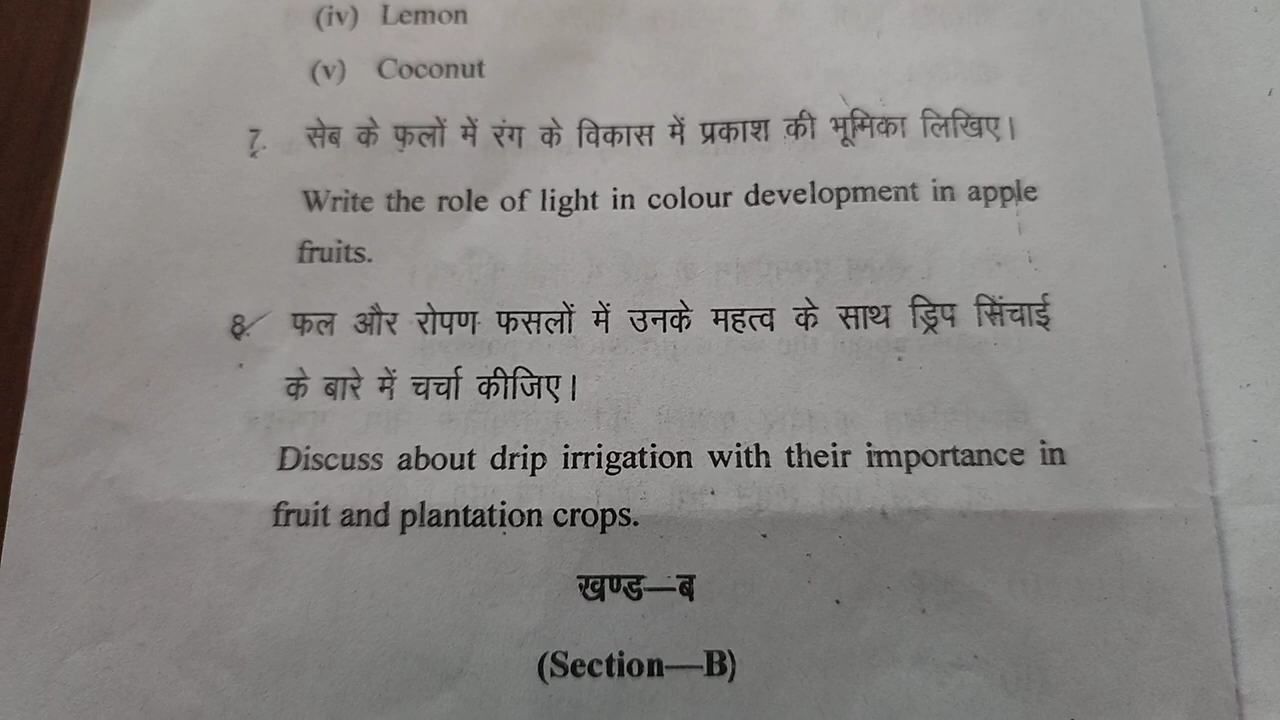 (iv) Lemon
(v) Coconut
7. सेब के फलों में रंग के विकास में प्रकाश की भूमिका लिखिए।
Write the role of light in colour development in apple
fruits.
8. फल और रोपण फसलों में उनके महत्व के साथ ड्रिप सिंचाई
के बारे में चर्चा कीजिए।
Discuss about drip irrigation with their importance in
fruit and plantation crops.
खण्ड—ब
(Section—B)